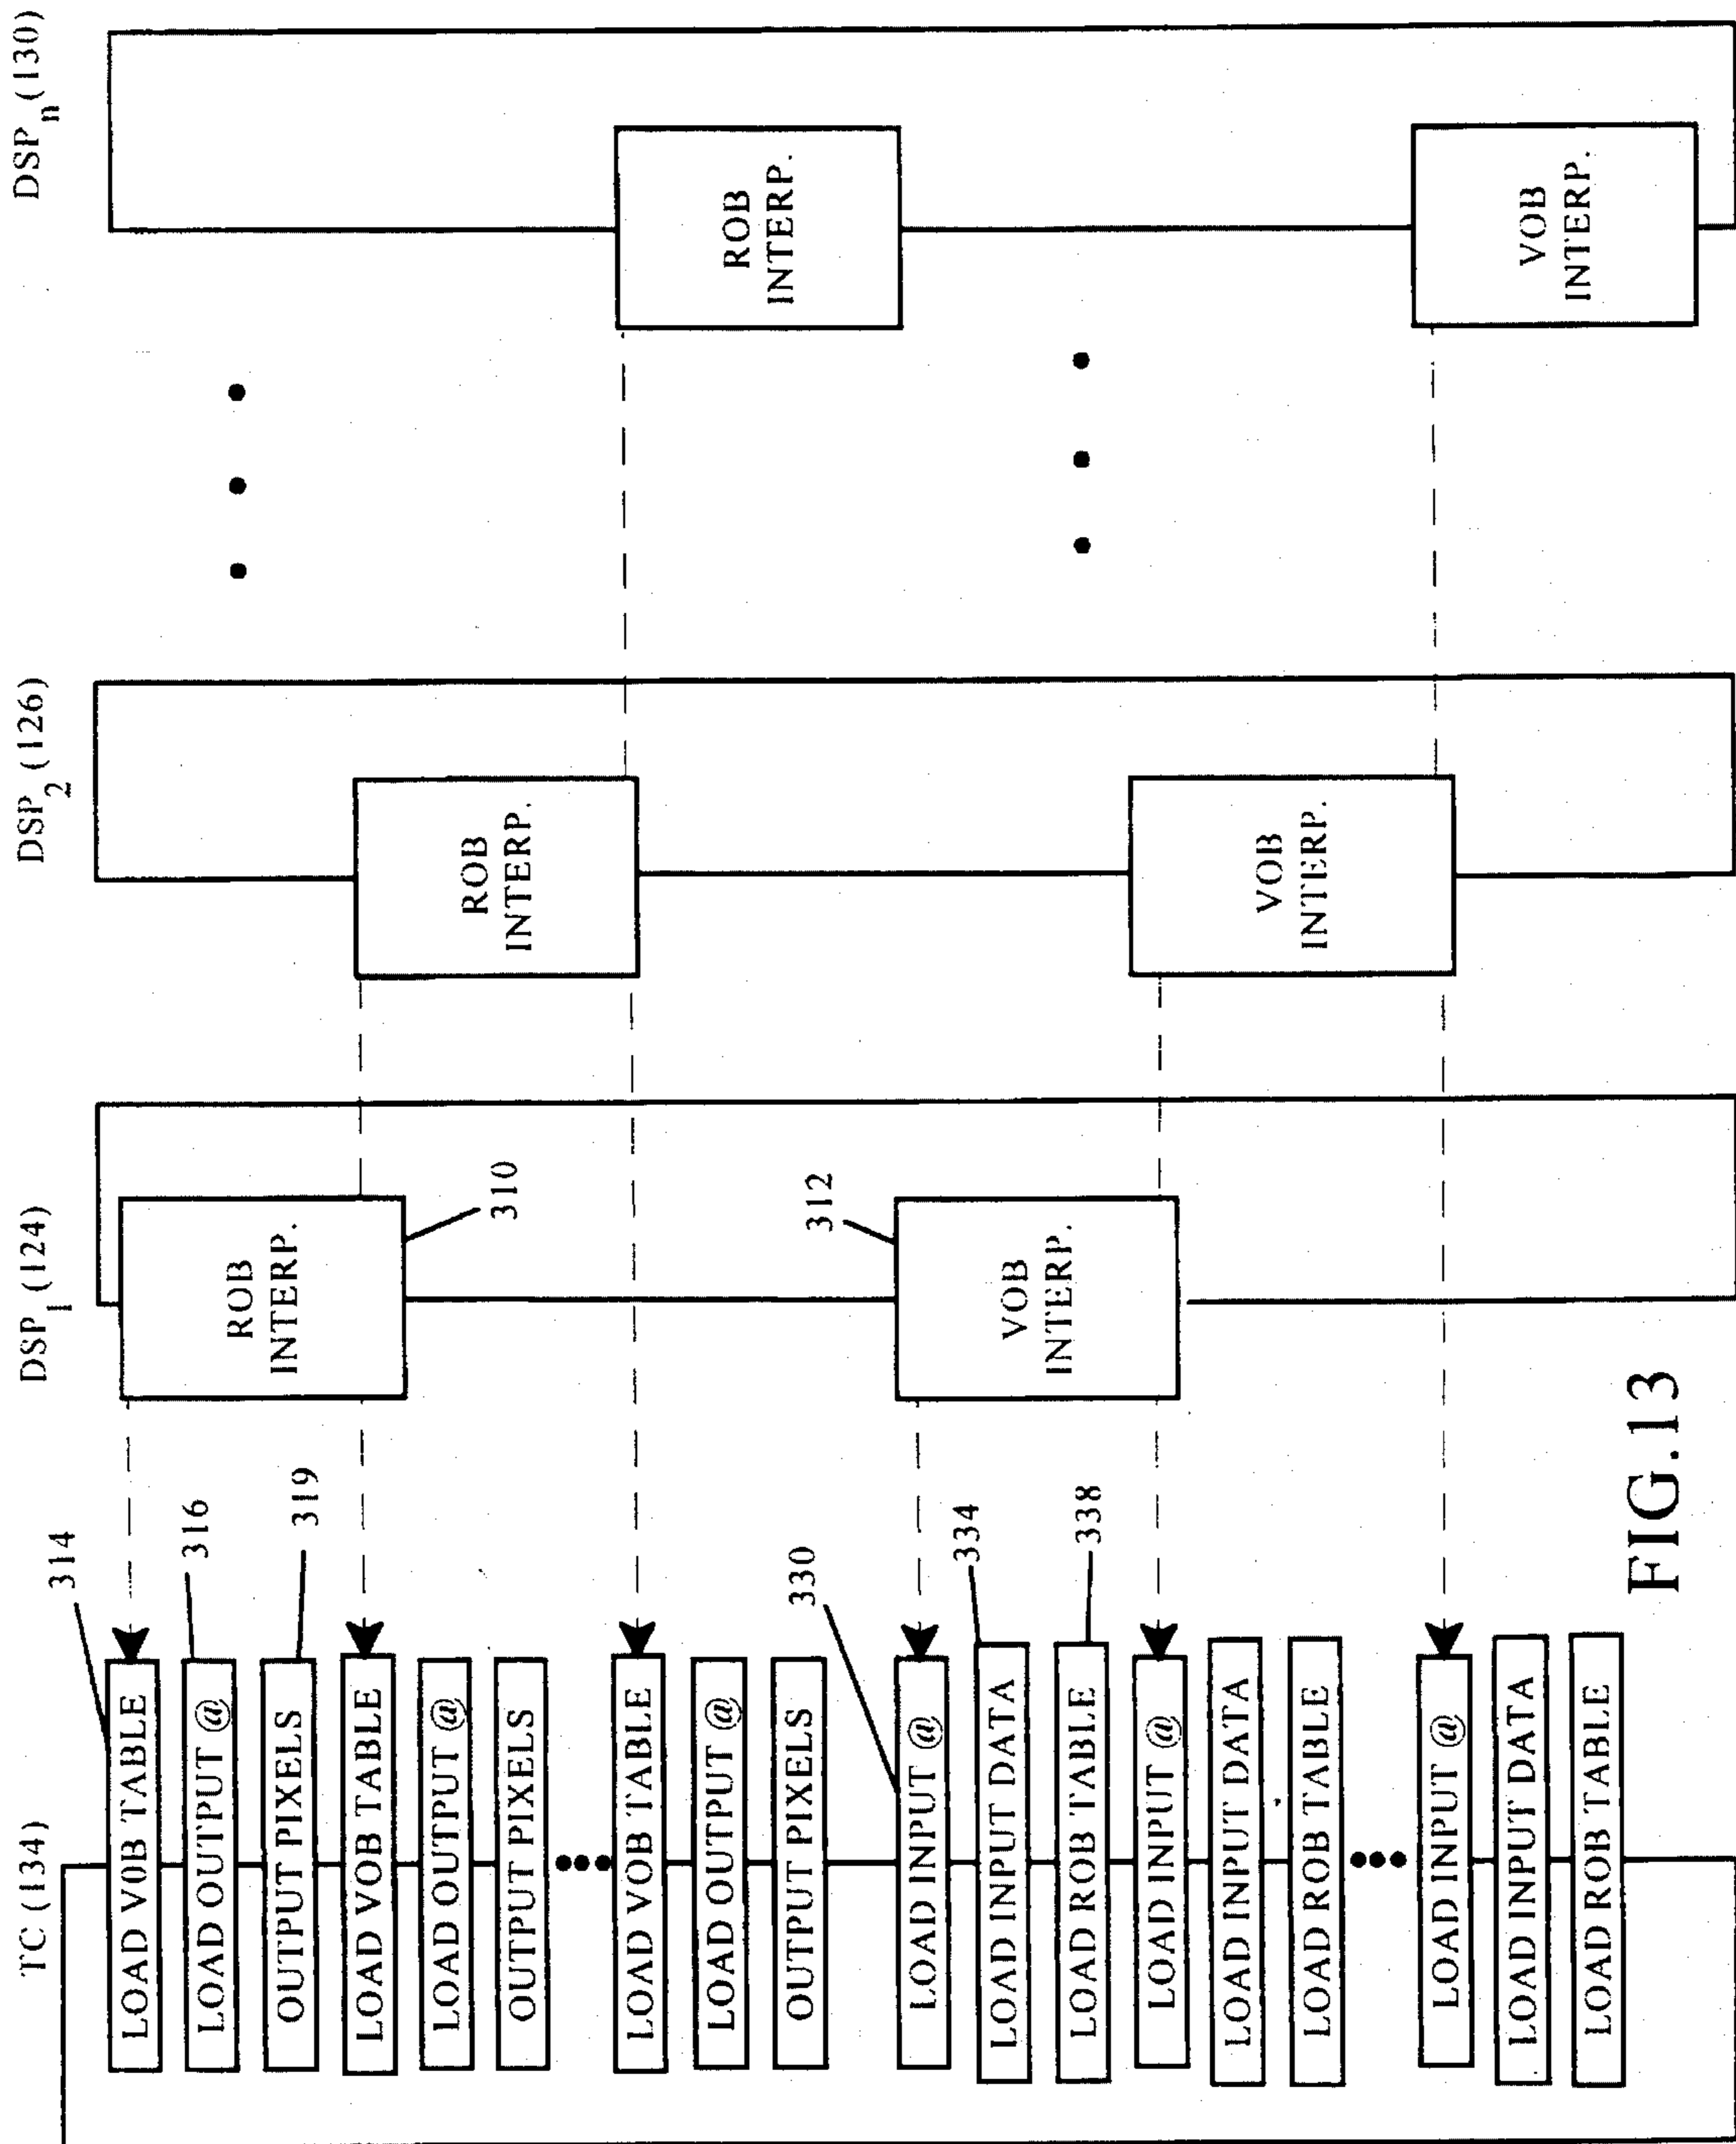 TC (134)
LOAD V0B TABLE
LOAD OUTPUT @
OUTPUT PIXELS
LOAD VOB TABLE
LOAD OUTPUT @
OUTPUT PIXELS
LOAD VOB TABLE
LOAD OUTPUT @
OUTPUT PIXELS
LOAD INPUT @
LOAD INPUT DATA
LOAD ROB TABLE
LOAD INPUT @
LOAD INPUT DATA
LOAD ROB TABLE
LOAD INPUT @
LOAD INPUT DATA
LOAD ROB TABLE
314
316
319
330
334
338
DSP1 (124)
ROB
INTERP.
310
312
VOB
INTERP.
DSP2 (126)
ROB
INTERP.
VOB
INTERP.
DSPn (130)
ROB
INTERP.
VOB
INTERP.
FIG.13